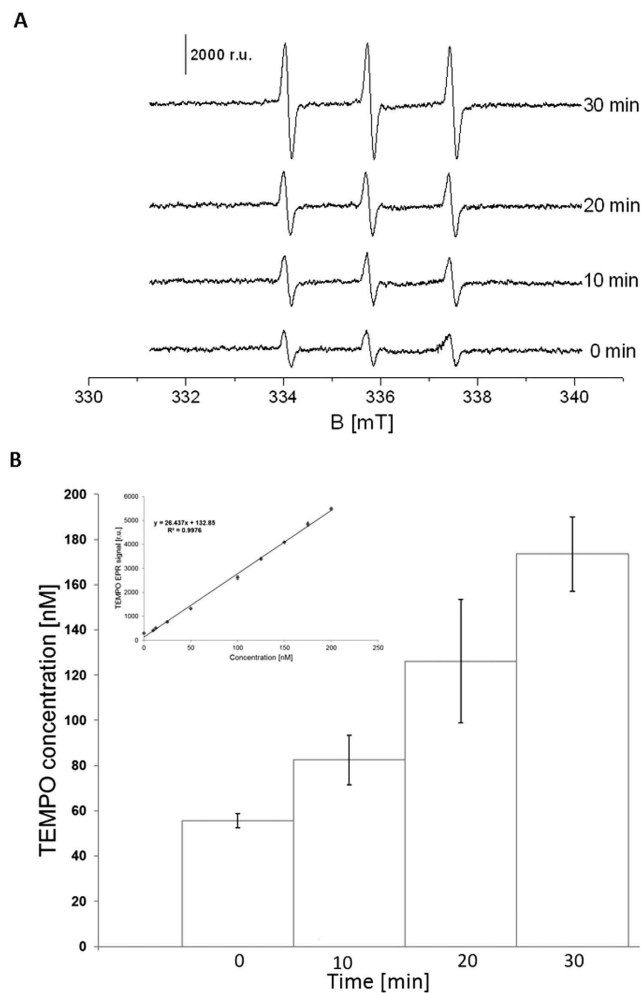 A
2000 r.u.
30 min
20 min
10 min
0 min
330 332 334 336 338 340
B [mT]
B
200
180
160
140
120
100
80
60
40
20
0
TEMPO concentration [nM]
6000
5000
4000
3000
2000
1000
0
TEMPO EPR signal [r.u.]
y = 26.437x + 132.85
R² = 0.9976
0 50 100 150 200 250
Concentration [nM]
0 10 20 30
Time [min]